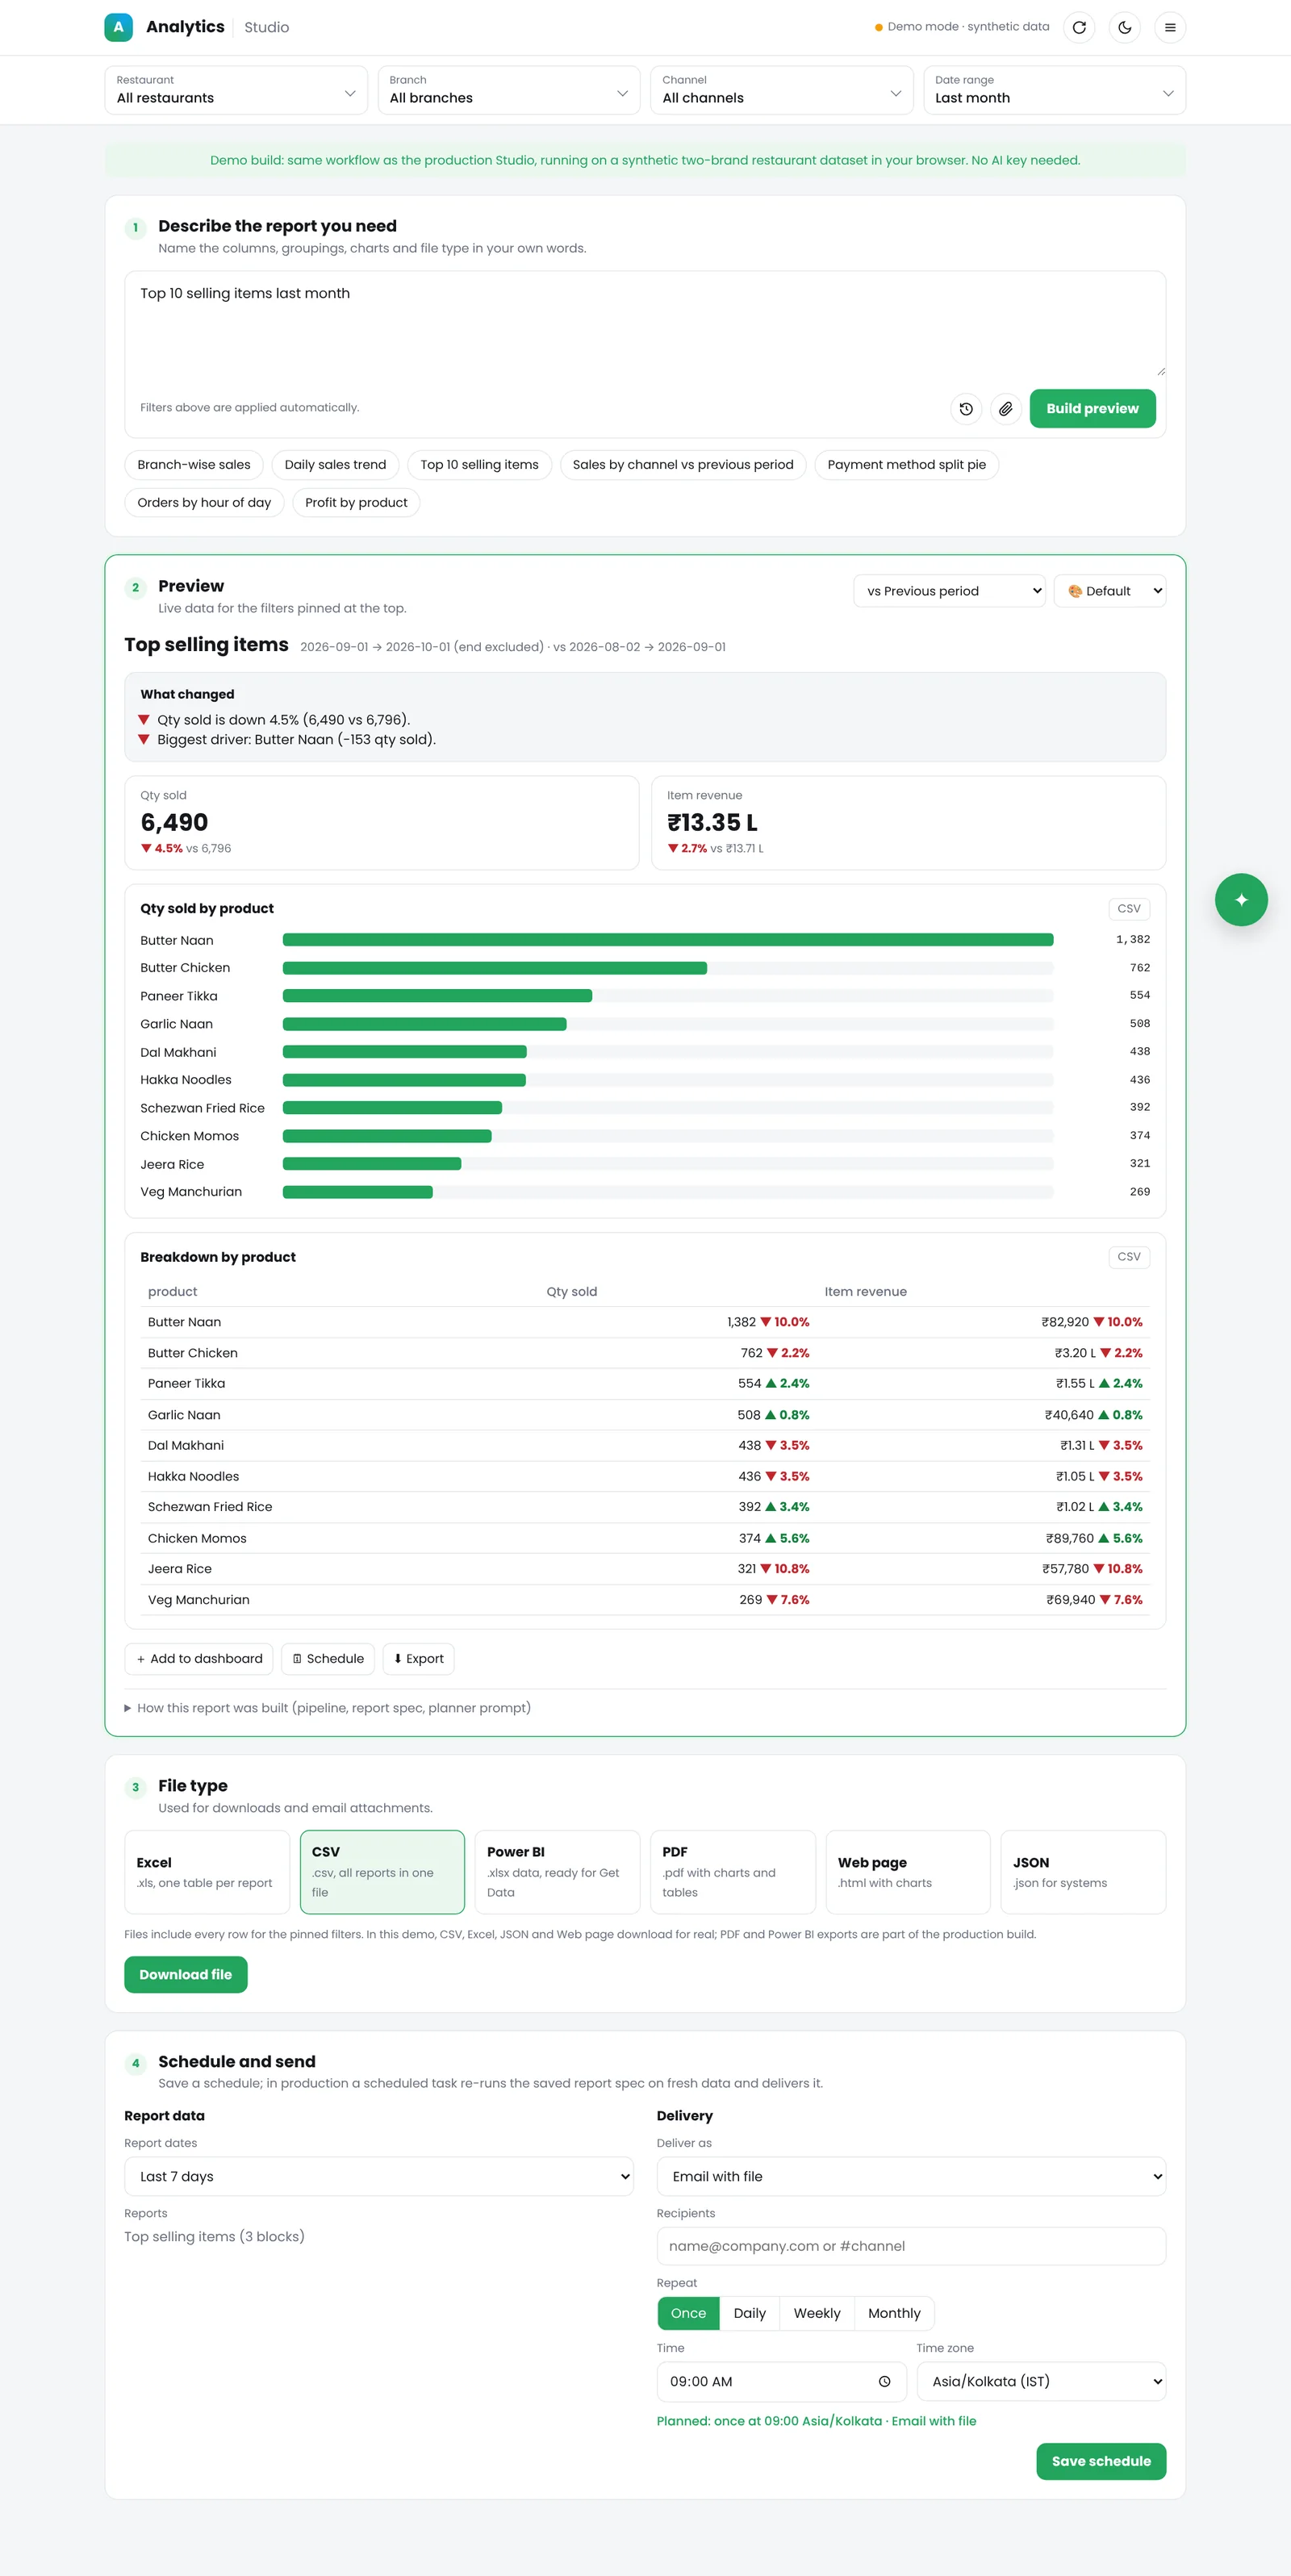 A Analytics Studio
Demo mode · synthetic data
Restaurant
All restaurants
Branch
All branches
Channel
All channels
Date range
Last month
Demo build: same workflow as the production Studio, running on a synthetic two-brand restaurant dataset in your browser. No AI key needed.
1 Describe the report you need
Name the columns, groupings, charts and file type in your own words.
Top 10 selling items last month
Filters above are applied automatically.
Build preview
Branch-wise sales
Daily sales trend
Top 10 selling items
Sales by channel vs previous period
Payment method split pie
Orders by hour of day
Profit by product
2 Preview
Live data for the filters pinned at the top.
vs Previous period
🎨 Default
Top selling items 2026-09-01 → 2026-10-01 (end excluded) · vs 2026-08-02 → 2026-09-01
What changed
▼ Qty sold is down 4.5% (6,490 vs 6,796).
▼ Biggest driver: Butter Naan (-153 qty sold).
Qty sold
6,490
▼ 4.5% vs 6,796
Item revenue
₹13.35 L
▼ 2.7% vs ₹13.71 L
Qty sold by product CSV
Butter Naan 1,382
Butter Chicken 762
Paneer Tikka 554
Garlic Naan 508
Dal Makhani 438
Hakka Noodles 436
Schezwan Fried Rice 392
Chicken Momos 374
Jeera Rice 321
Veg Manchurian 269
Breakdown by product CSV
product Qty sold Item revenue
Butter Naan 1,382 ▼ 10.0% ₹82,920 ▼ 10.0%
Butter Chicken 762 ▼ 2.2% ₹3.20 L ▼ 2.2%
Paneer Tikka 554 ▲ 2.4% ₹1.55 L ▲ 2.4%
Garlic Naan 508 ▲ 0.8% ₹40,640 ▲ 0.8%
Dal Makhani 438 ▼ 3.5% ₹1.31 L ▼ 3.5%
Hakka Noodles 436 ▼ 3.5% ₹1.05 L ▼ 3.5%
Schezwan Fried Rice 392 ▲ 3.4% ₹1.02 L ▲ 3.4%
Chicken Momos 374 ▲ 5.6% ₹89,760 ▲ 5.6%
Jeera Rice 321 ▼ 10.8% ₹57,780 ▼ 10.8%
Veg Manchurian 269 ▼ 7.6% ₹69,940 ▼ 7.6%
+ Add to dashboard
Schedule
⬇ Export
▶ How this report was built (pipeline, report spec, planner prompt)
3 File type
Used for downloads and email attachments.
Excel
.xls, one table per report
CSV
.csv, all reports in one
file
Power BI
.xlsx data, ready for Get
Data
PDF
.pdf with charts and
tables
Web page
.html with charts
JSON
.json for systems
Files include every row for the pinned filters. In this demo, CSV, Excel, JSON and Web page download for real; PDF and Power BI exports are part of the production build.
Download file
4 Schedule and send
Save a schedule; in production a scheduled task re-runs the saved report spec on fresh data and delivers it.
Report data
Report dates
Last 7 days
Reports
Top selling items (3 blocks)
Delivery
Deliver as
Email with file
Recipients
name@company.com or #channel
Repeat
Once Daily Weekly Monthly
Time
09:00 AM
Time zone
Asia/Kolkata (IST)
Planned: once at 09:00 Asia/Kolkata · Email with file
Save schedule